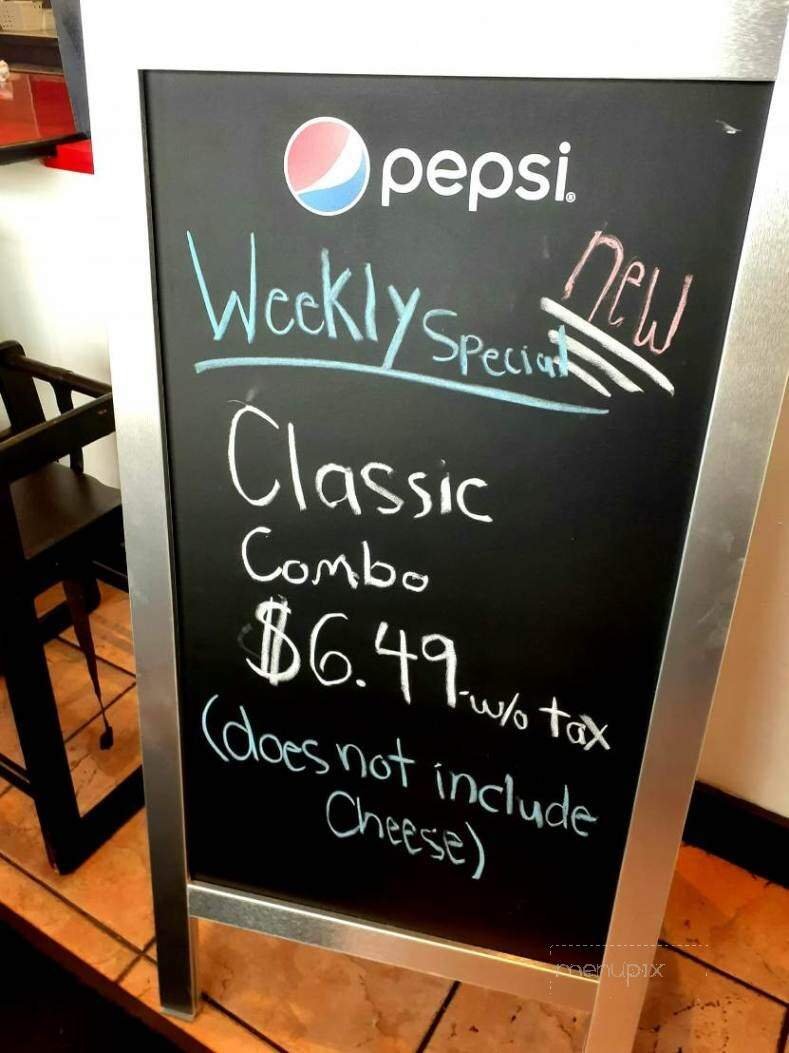 pepsi®
new
Weekly Special
Classic
Combo
$6.49-w/o tax
(does not include
Cheese)
menupix